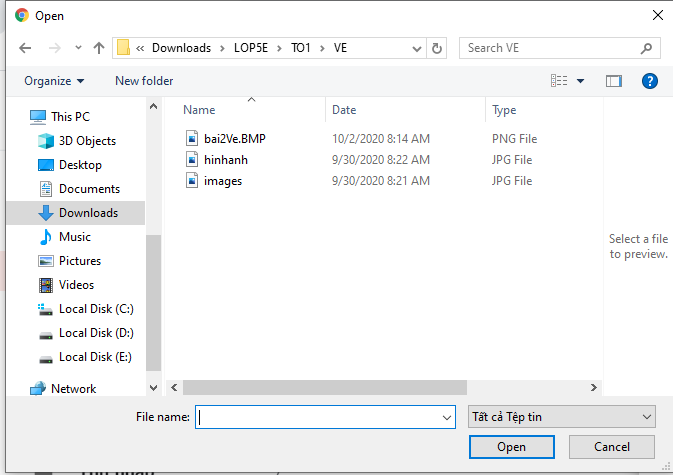 Open
« Downloads > LOP5E > TO1 > VE
Search VE
Organize
New folder
?
This PC
3D Objects
Desktop
Documents
Downloads
Music
Pictures
Videos
Local Disk (C:)
Local Disk (D:)
Local Disk (E:)
Network
Name Date Type
bai2Ve.BMP 10/2/2020 8:14 AM PNG File
hinhanh 9/30/2020 8:22 AM JPG File
images 9/30/2020 8:21 AM JPG File
Select a file
to preview.
File name:
Tất cả Tệp tin
Open
Cancel